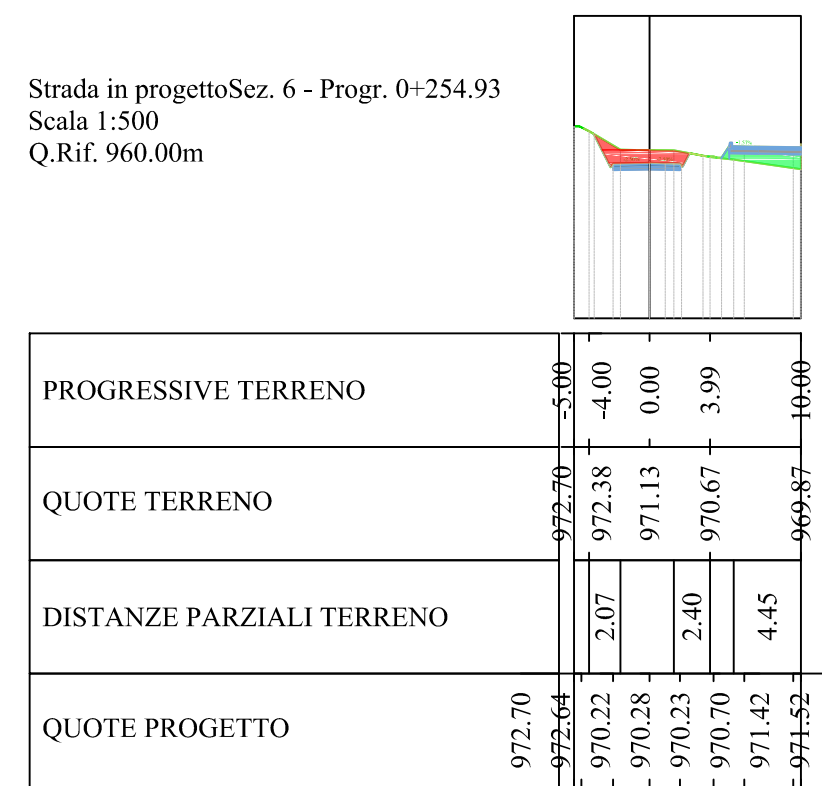 Strada in progettoSez. 6 - Progr. 0+254.93
Scala 1:500
Q.Rif. 960.00m
PROGRESSIVE TERRENO -5.00 -4.00 0.00 3.99 10.00
QUOTE TERRENO 972.70 972.38 971.13 970.67 969.87
DISTANZE PARZIALI TERRENO 2.07 2.40 4.45
QUOTE PROGETTO 972.70 972.64 970.22 970.28 970.23 970.70 971.42 971.52